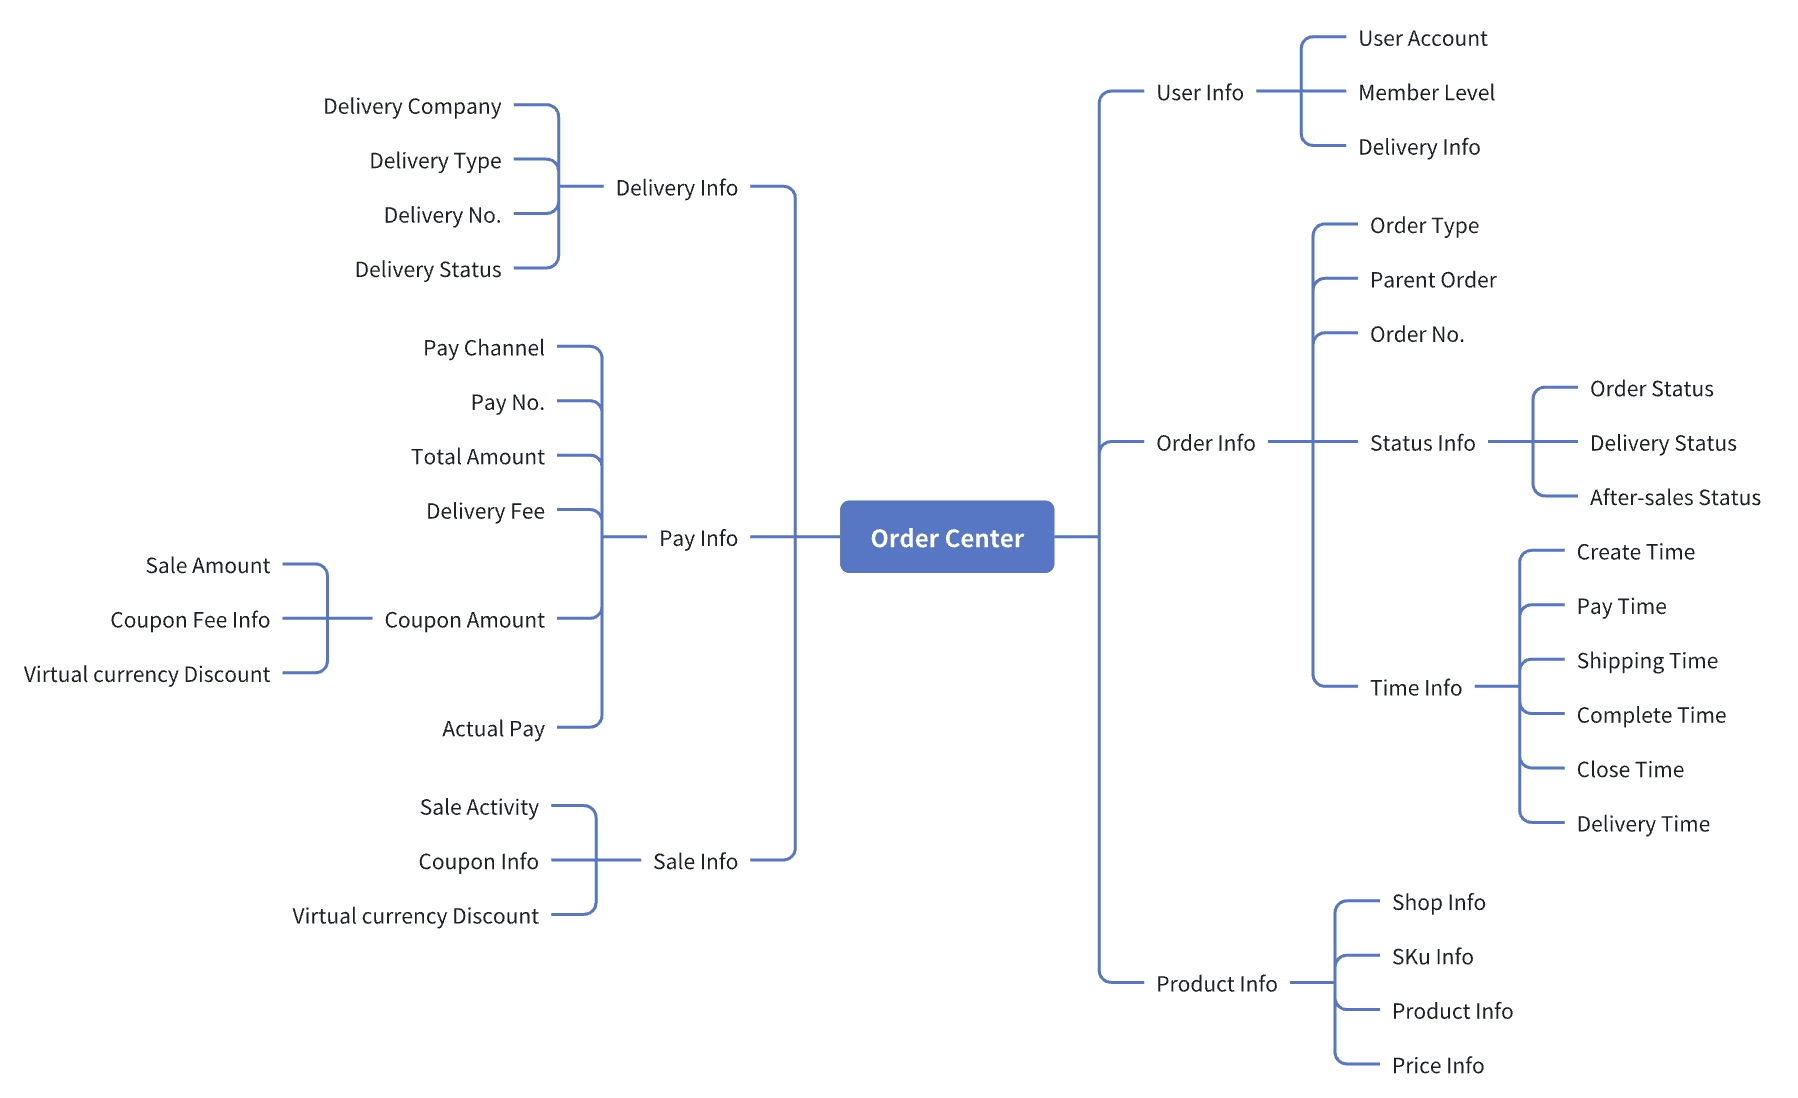 Order Center
User Info
User Account
Member Level
Delivery Info
Order Info
Order Type
Parent Order
Order No.
Status Info
Order Status
Delivery Status
After-sales Status
Time Info
Create Time
Pay Time
Shipping Time
Complete Time
Close Time
Delivery Time
Product Info
Shop Info
SKu Info
Product Info
Price Info
Delivery Info
Delivery Company
Delivery Type
Delivery No.
Delivery Status
Pay Info
Pay Channel
Pay No.
Total Amount
Delivery Fee
Coupon Amount
Sale Amount
Coupon Fee Info
Virtual currency Discount
Actual Pay
Sale Info
Sale Activity
Coupon Info
Virtual currency Discount